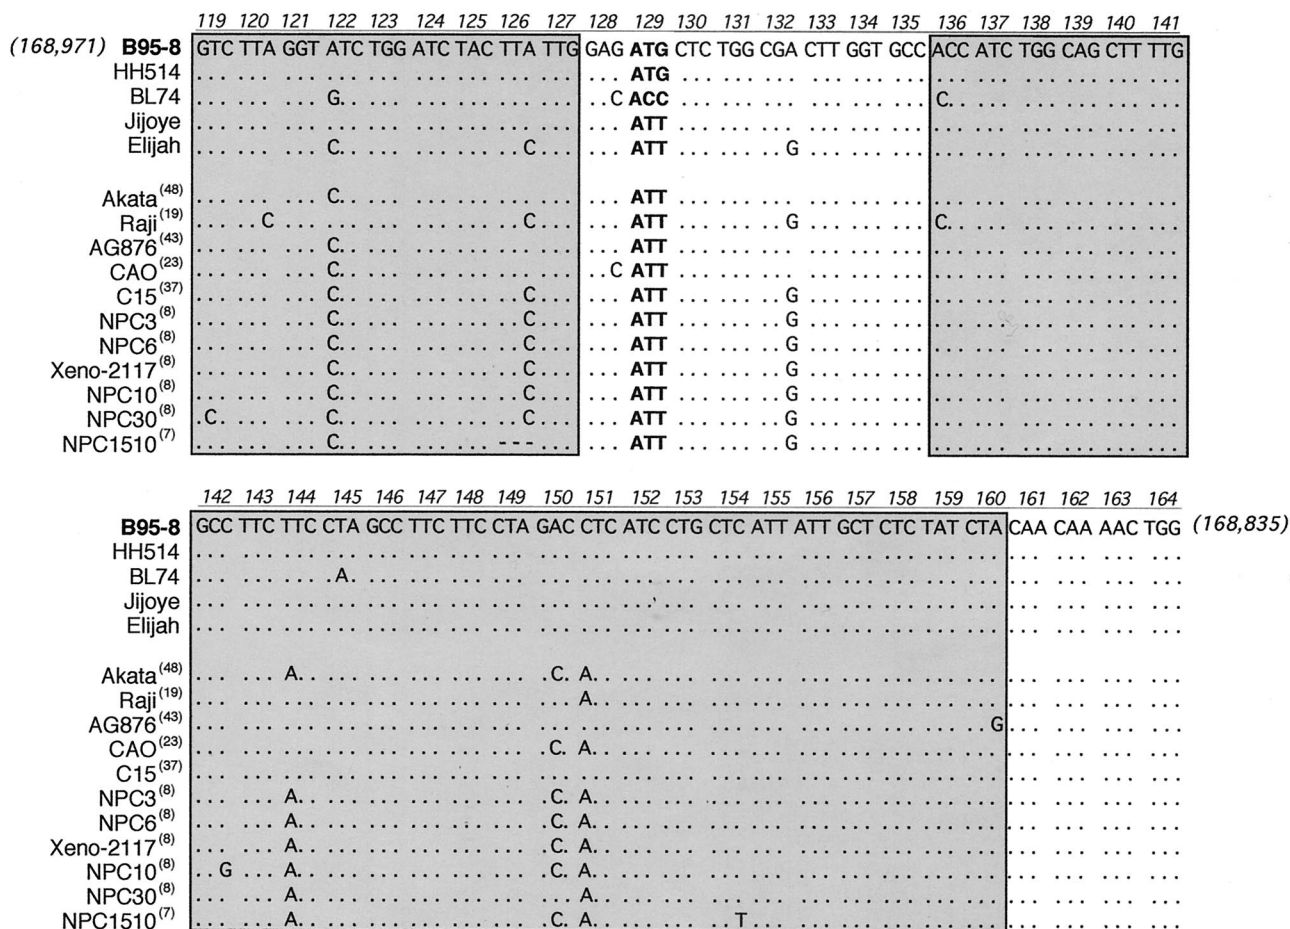 119 120 121 122 123 124 125 126 127 128 129 130 131 132 133 134 135 136 137 138 139 140 141
(168,971) B95-8 GTC TTA GGT ATC TGG ATC TAC TTA TTG GAG ATG CTC TGG CGA CTT GGT GCC ACC ATC TGG CAG CTT TTG
HH514 ... ... ... ... ... ... ... ... ... ... ATG ... ... ... ... ... ... ... ... ... ... ... ...
BL74 ... ... ... G.. ... ... ... ... ... ..C ACC ... ... ... ... ... ... C.. ... ... ... ... ...
Jijoye ... ... ... ... ... ... ... ... ... ... ATT ... ... ... ... ... ... ... ... ... ... ... ...
Elijah ... ... ... C.. ... ... ... ..C ... ... ATT ... ... ..G ... ... ... ... ... ... ... ... ...
Akata(48) ... ... ... C.. ... ... ... ... ... ... ATT ... ... ... ... ... ... ... ... ... ... ... ...
Raji(19) ... ..C ... ... ... ... ... ..C ... ... ATT ... ... ..G ... ... ... C.. ... ... ... ... ...
AG876(43) ... ... ... C.. ... ... ... ... ... ... ATT ... ... ... ... ... ... ... ... ... ... ... ...
CAO(23) ... ... ... C.. ... ... ... ... ... ..C ATT ... ... ... ... ... ... ... ... ... ... ... ...
C15(37) ... ... ... C.. ... ... ... ..C ... ... ATT ... ... ..G ... ... ... ... ... ... ... ... ...
NPC3(8) ... ... ... C.. ... ... ... ..C ... ... ATT ... ... ..G ... ... ... ... ... ... ... ... ...
NPC6(8) ... ... ... C.. ... ... ... ..C ... ... ATT ... ... ..G ... ... ... ... ... ... ... ... ...
Xeno-2117(8) ... ... ... C.. ... ... ... ..C ... ... ATT ... ... ..G ... ... ... ... ... ... ... ... ...
NPC10(8) ... ... ... C.. ... ... ... ..C ... ... ATT ... ... ..G ... ... ... ... ... ... ... ... ...
NPC30(8) .C. ... ... C.. ... ... ... ..C ... ... ATT ... ... ..G ... ... ... ... ... ... ... ... ...
NPC1510(7) ... ... ... C.. ... ... ... --- ... ... ATT ... ... ..G ... ... ... ... ... ... ... ... ...
142 143 144 145 146 147 148 149 150 151 152 153 154 155 156 157 158 159 160 161 162 163 164
B95-8 GCC TTC TTC CTA GCC TTC TTC CTA GAC CTC ATC CTG CTC ATT ATT GCT CTC TAT CTA CAA CAA AAC TGG (168,835)
HH514 ... ... ... ... ... ... ... ... ... ... ... ... ... ... ... ... ... ... ... ... ... ... ...
BL74 ... ... ... .A. ... ... ... ... ... ... ... ... ... ... ... ... ... ... ... ... ... ... ...
Jijoye ... ... ... ... ... ... ... ... ... ... ... ... ... ... ... ... ... ... ... ... ... ... ...
Elijah ... ... ... ... ... ... ... ... ... ... ... ... ... ... ... ... ... ... ... ... ... ... ...
Akata(48) ... ... .A. ... ... ... ... ... .C. A.. ... ... ... ... ... ... ... ... ... ... ... ... ...
Raji(19) ... ... ... ... ... ... ... ... ... A.. ... ... ... ... ... ... ... ... ... ... ... ... ...
AG876(43) ... ... ... ... ... ... ... ... ... ... ... ... ... ... ... ... ... ... ..G ... ... ... ...
CAO(23) ... ... ... ... ... ... ... ... .C. A.. ... ... ... ... ... ... ... ... ... ... ... ... ...
C15(37) ... ... ... ... ... ... ... ... ... ... ... ... ... ... ... ... ... ... ... ... ... ... ...
NPC3(8) ... ... .A. ... ... ... ... ... .C. A.. ... ... ... ... ... ... ... ... ... ... ... ... ...
NPC6(8) ... ... .A. ... ... ... ... ... .C. A.. ... ... ... ... ... ... ... ... ... ... ... ... ...
Xeno-2117(8) ... ... .A. ... ... ... ... ... .C. A.. ... ... ... ... ... ... ... ... ... ... ... ... ...
NPC10(8) ..G ... .A. ... ... ... ... ... .C. A.. ... ... ... ... ... ... ... ... ... ... ... ... ...
NPC30(8) ... ... .A. ... ... ... ... ... ... A.. ... ... ... ... ... ... ... ... ... ... ... ... ...
NPC1510(7) ... ... .A. ... ... ... ... ... .C. A.. ... ... .T. ... ... ... ... ... ... ... ... ... ...